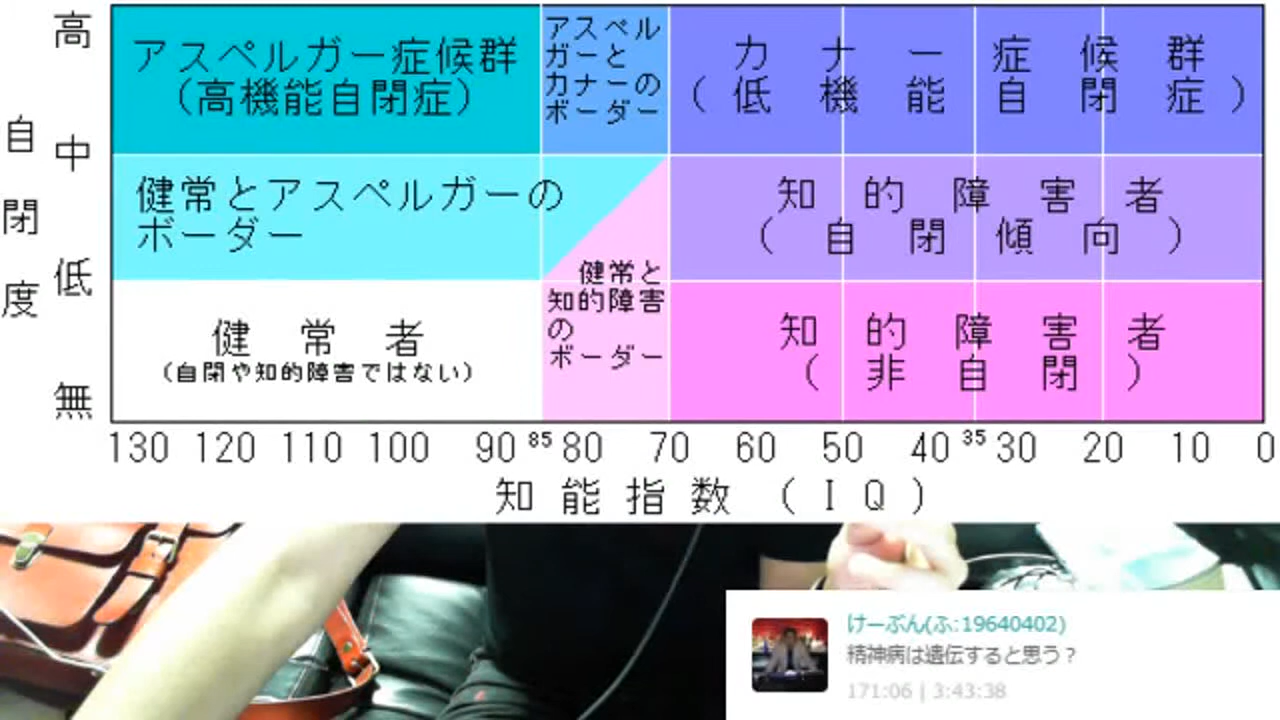 高
自閉度
中
低
無
アスペルガー症候群
(高機能自閉症)
アスペル
ガーと
カナーの
ボーダー
カナー症候群
(低機能自閉症)
健常とアスペルガーの
ボーダー
知的障害者
(自閉傾向)
健常と
知的障害
の
ボーダー
健常者
(自閉や知的障害ではない)
知的障害者
(非自閉)
130 120 110 100 90 85 80 70 60 50 40 35 30 20 10 0
知能指数(IQ)
けーぶん(ふ:19640402)
精神病は遺伝すると思う?
171:06 | 3:43:38